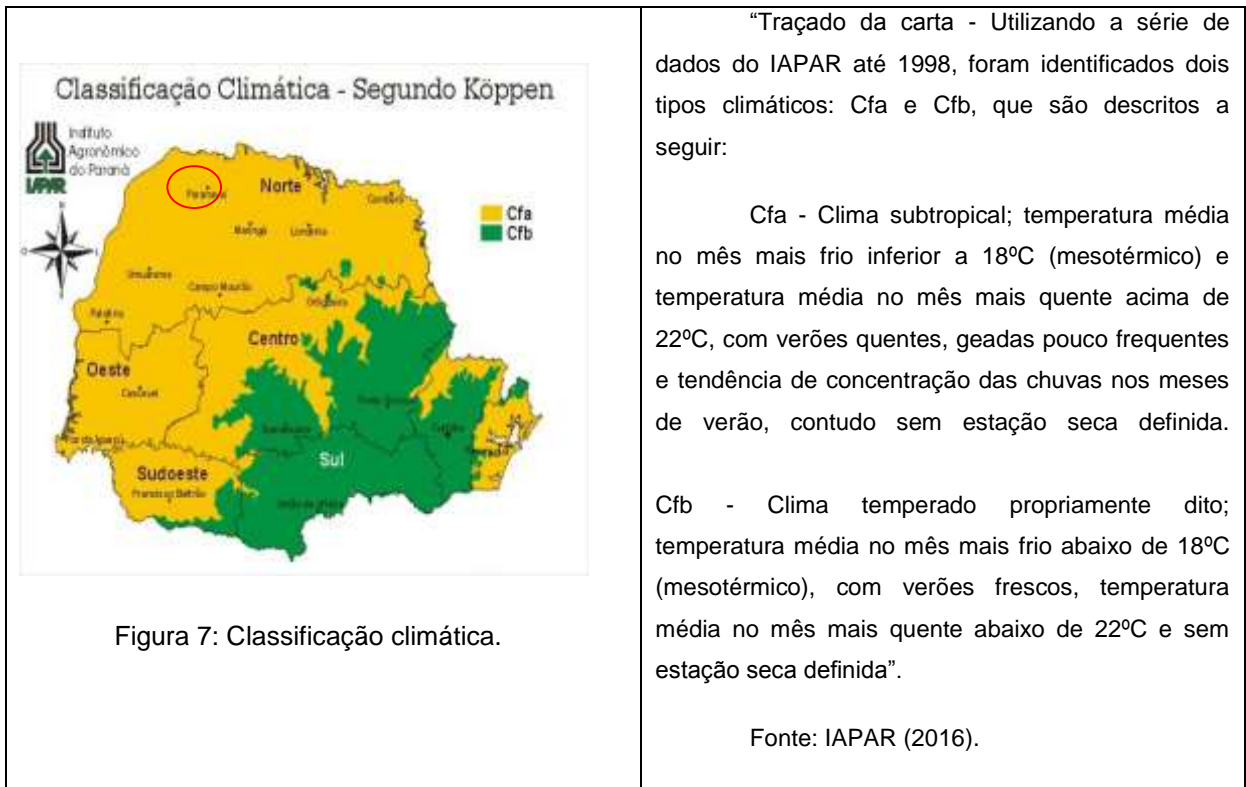 Classificação Climática - Segundo Köppen
Instituto
Agronômico
do Paraná
IAPAR
Norte
Cfa
Cfb
Londrina
Umuarama
Campo Mourão
Centro
Oeste
Cascavel
Sul
Sudoeste
Francisco Beltrão
Figura 7: Classificação climática.
“Traçado da carta - Utilizando a série de
dados do IAPAR até 1998, foram identificados dois
tipos climáticos: Cfa e Cfb, que são descritos a
seguir:
Cfa - Clima subtropical; temperatura média
no mês mais frio inferior a 18ºC (mesotérmico) e
temperatura média no mês mais quente acima de
22ºC, com verões quentes, geadas pouco frequentes
e tendência de concentração das chuvas nos meses
de verão, contudo sem estação seca definida.
Cfb - Clima temperado propriamente dito;
temperatura média no mês mais frio abaixo de 18ºC
(mesotérmico), com verões frescos, temperatura
média no mês mais quente abaixo de 22ºC e sem
estação seca definida”.
Fonte: IAPAR (2016).